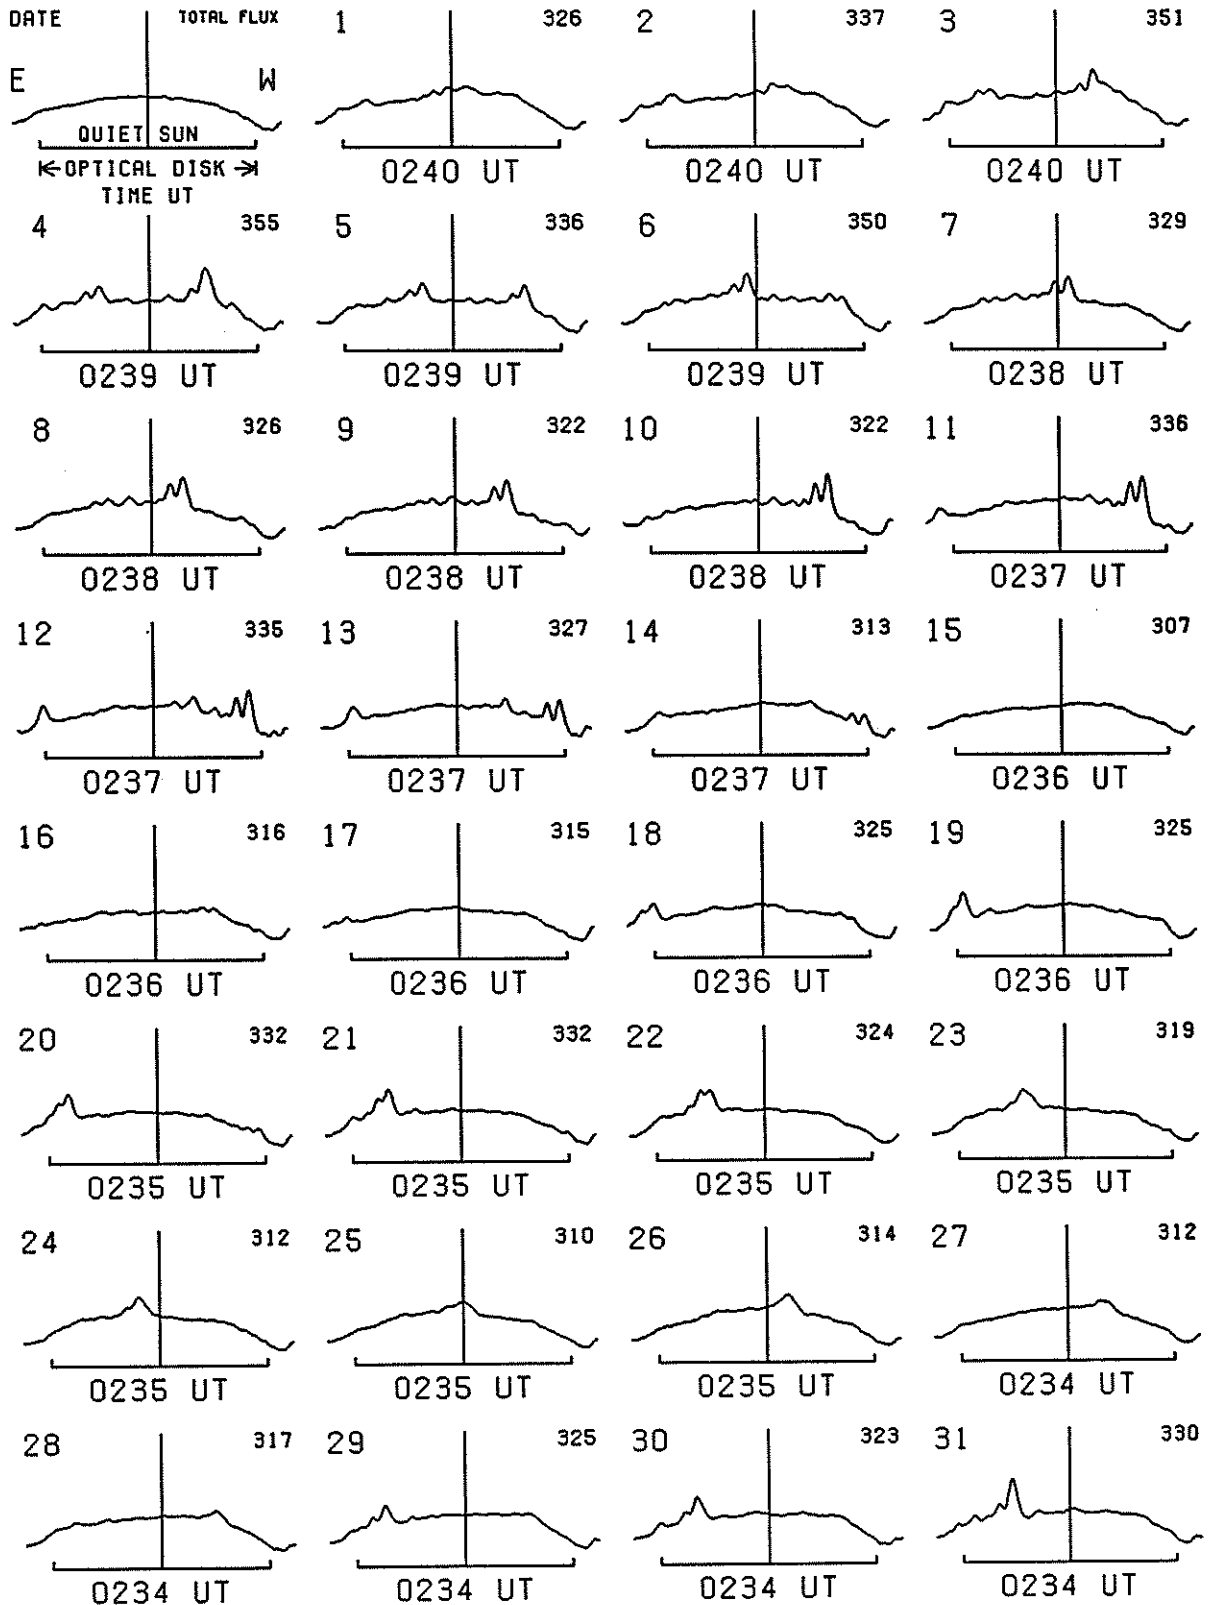 DATE TOTAL FLUX 1 326 2 337 3 351
E W
QUIET SUN
OPTICAL DISK 0240 UT 0240 UT 0240 UT
TIME UT
4 355 5 336 6 350 7 329
0239 UT 0239 UT 0239 UT 0238 UT
8 326 9 322 10 322 11 336
0238 UT 0238 UT 0238 UT 0237 UT
12 335 13 327 14 313 15 307
0237 UT 0237 UT 0237 UT 0236 UT
16 316 17 315 18 325 19 325
0236 UT 0236 UT 0236 UT 0236 UT
20 332 21 332 22 324 23 319
0235 UT 0235 UT 0235 UT 0235 UT
24 312 25 310 26 314 27 312
0235 UT 0235 UT 0235 UT 0234 UT
28 317 29 325 30 323 31 330
0234 UT 0234 UT 0234 UT 0234 UT